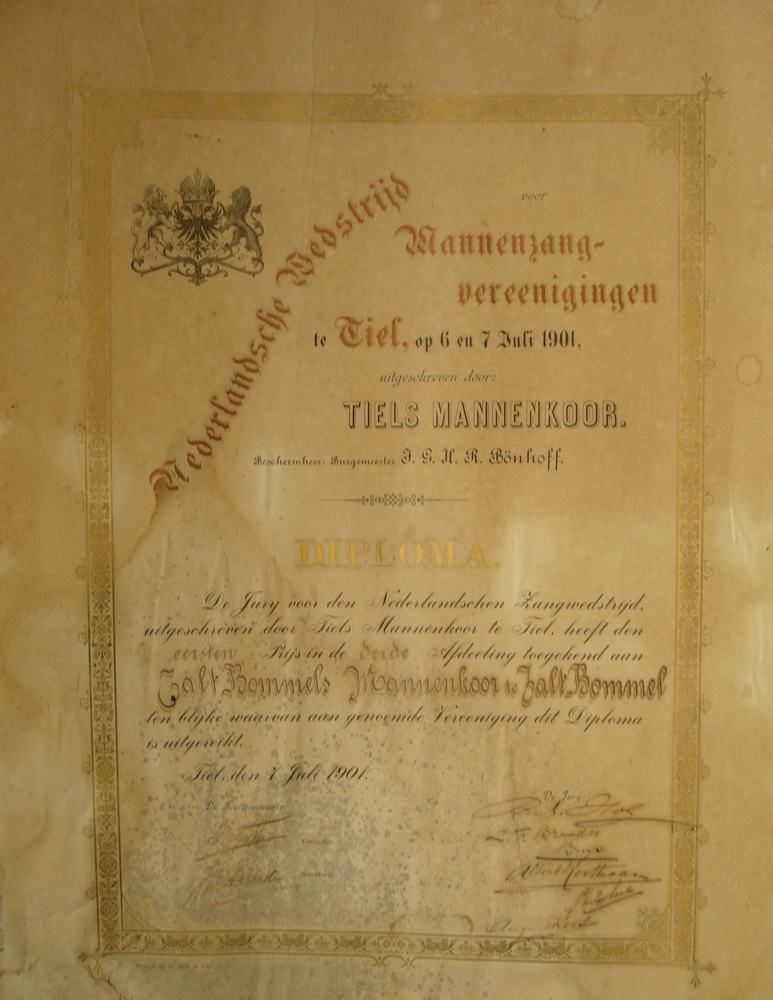 Nederlandsche Wedstrijd
voor
Mannenzang-
vereenigingen
te Tiel, op 6 en 7 Juli 1901,
uitgeschreven door:
TIELS MANNENKOOR.
Beschermheer: Burgemeester J. G. H. R. Bönhoff.
DIPLOMA.
De Jury voor den Nederlandschen Zangwedstrijd,
uitgeschreven door Tiels Mannenkoor te Tiel, heeft den
eersten Prijs in de derde Afdeeling toegekend aan
Zalt Bommels Mannenkoor te Zalt Bommel
ten blijke waarvan aan genoemde Vereeniging dit Diploma
is uitgereikt.
Tiel, den 7 Juli 1901.
De Jury: